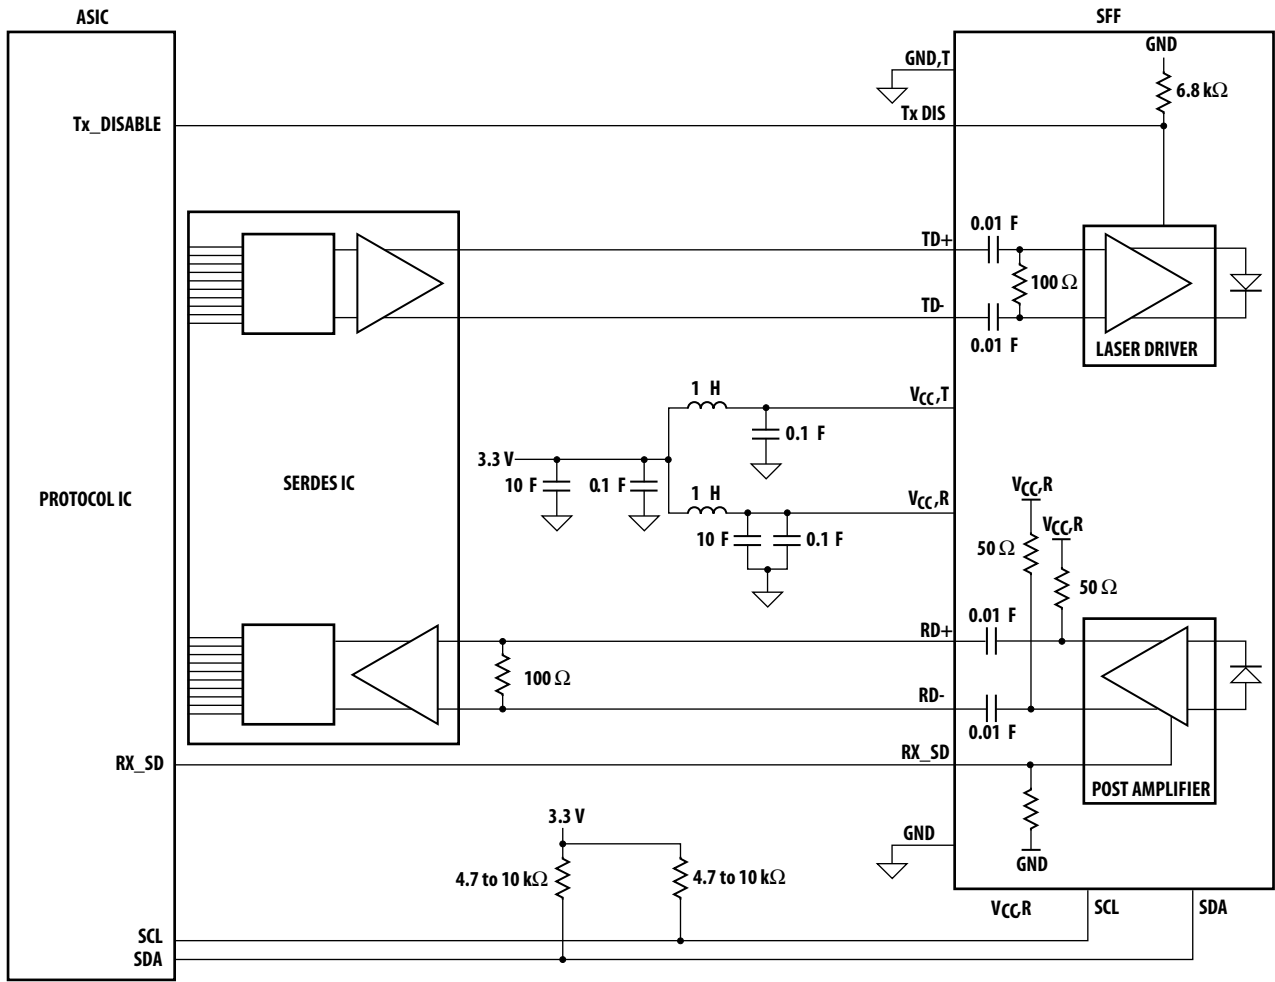 ASIC
SFF
GND
GND,T
6.8 kΩ
Tx_DISABLE
Tx DIS
0.01 F
TD+
100 Ω
TD-
0.01 F
LASER DRIVER
1 H
VCC,T
0.1 F
3.3 V
10 F
0.1 F
SERDES IC
PROTOCOL IC
1 H
VCC,R
10 F
0.1 F
VCC,R
VCC,R
50 Ω
50 Ω
0.01 F
RD+
100 Ω
RD-
0.01 F
RX_SD
RX_SD
POST AMPLIFIER
3.3 V
GND
GND
4.7 to 10 kΩ
4.7 to 10 kΩ
VCC,R
SCL
SDA
SCL
SDA